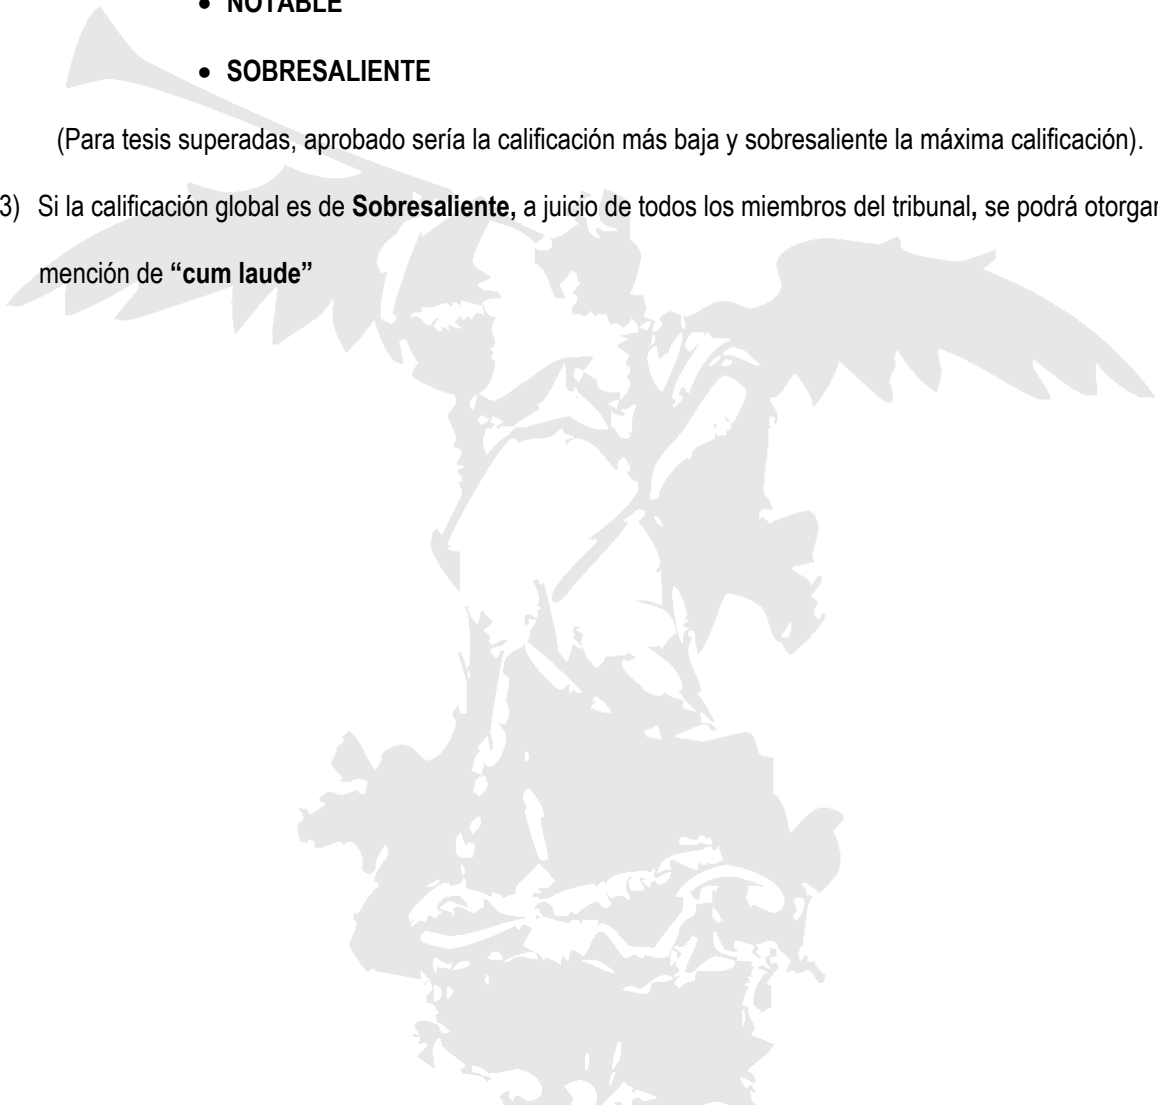 • NOTABLE
• SOBRESALIENTE
(Para tesis superadas, aprobado sería la calificación más baja y sobresaliente la máxima calificación).
3) Si la calificación global es de Sobresaliente, a juicio de todos los miembros del tribunal, se podrá otorgar
mención de “cum laude”